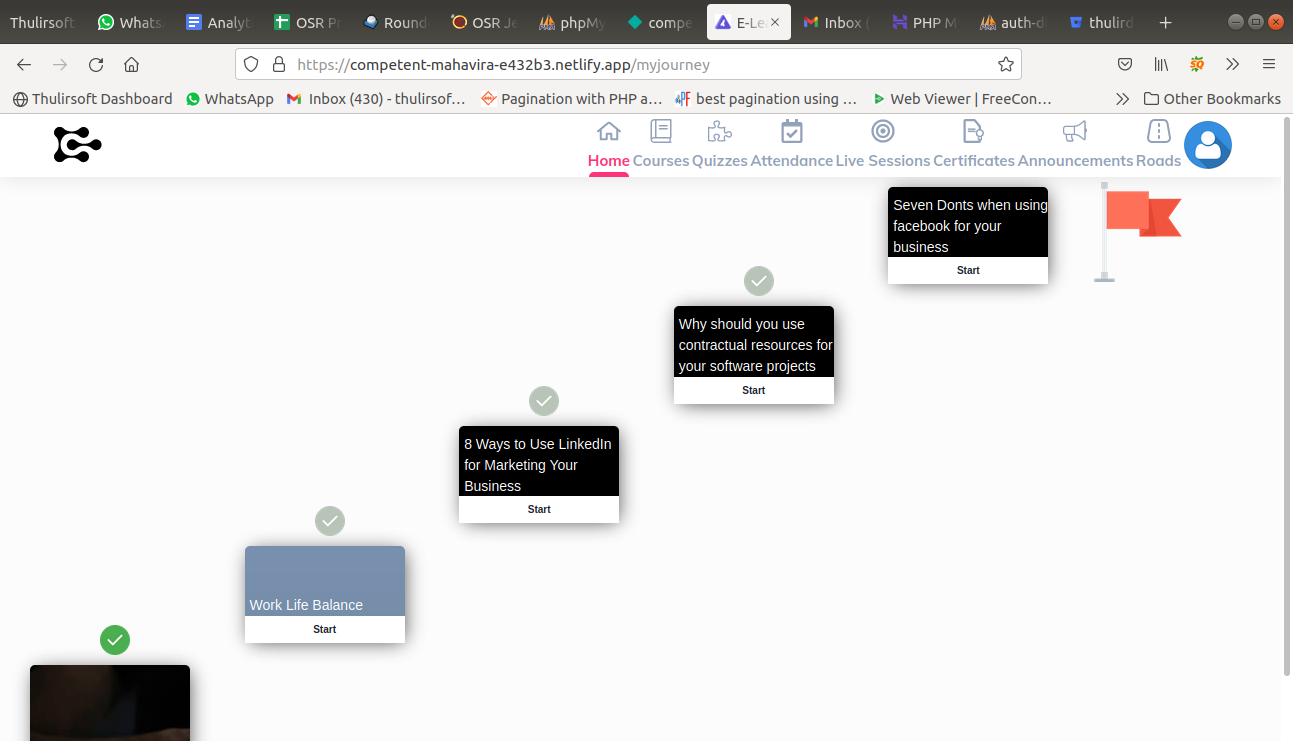 Thulirsoft
Whats
Analyt
OSR Pr
Round
OSR Je
phpMy
compe
E-Lea
Inbox (
PHP M
auth-d
thulird
https://competent-mahavira-e432b3.netlify.app/myjourney
Thulirsoft Dashboard
WhatsApp
Inbox (430) - thulirsof…
Pagination with PHP a…
best pagination using …
Web Viewer | FreeCon…
Other Bookmarks
Home Courses Quizzes Attendance Live Sessions Certificates Announcements Roads
Seven Donts when using
facebook for your
business
Start
Why should you use
contractual resources for
your software projects
Start
8 Ways to Use LinkedIn
for Marketing Your
Business
Start
Work Life Balance
Start